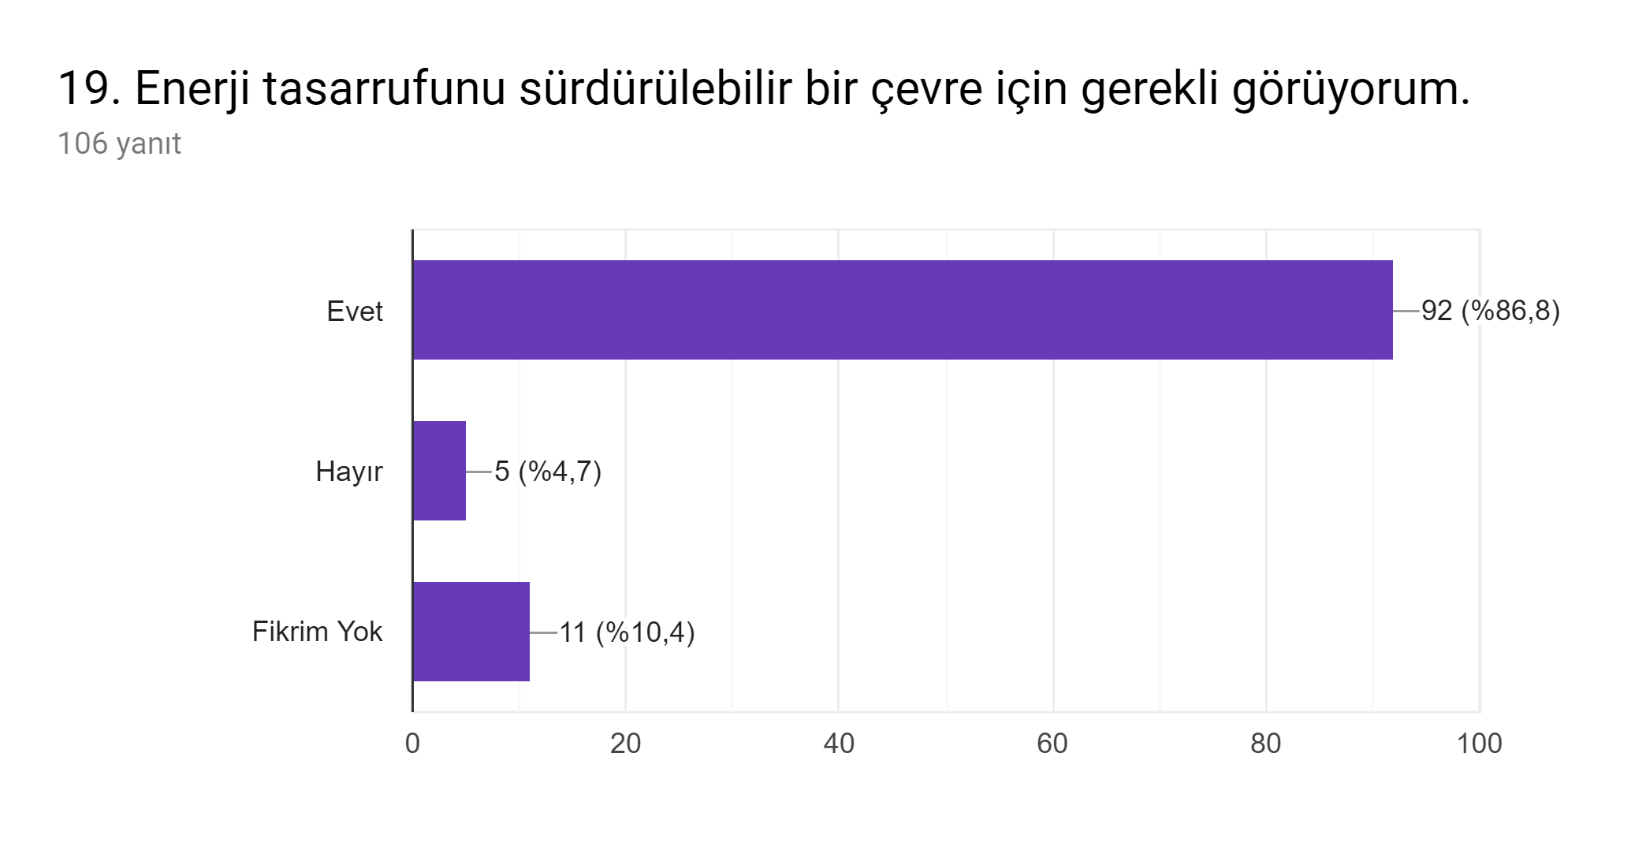 19. Enerji tasarrufunu sürdürülebilir bir çevre için gerekli görüyorum.
106 yanıt
Evet
92 (%86,8)
Hayır
5 (%4,7)
Fikrim Yok
11 (%10,4)
0 20 40 60 80 100